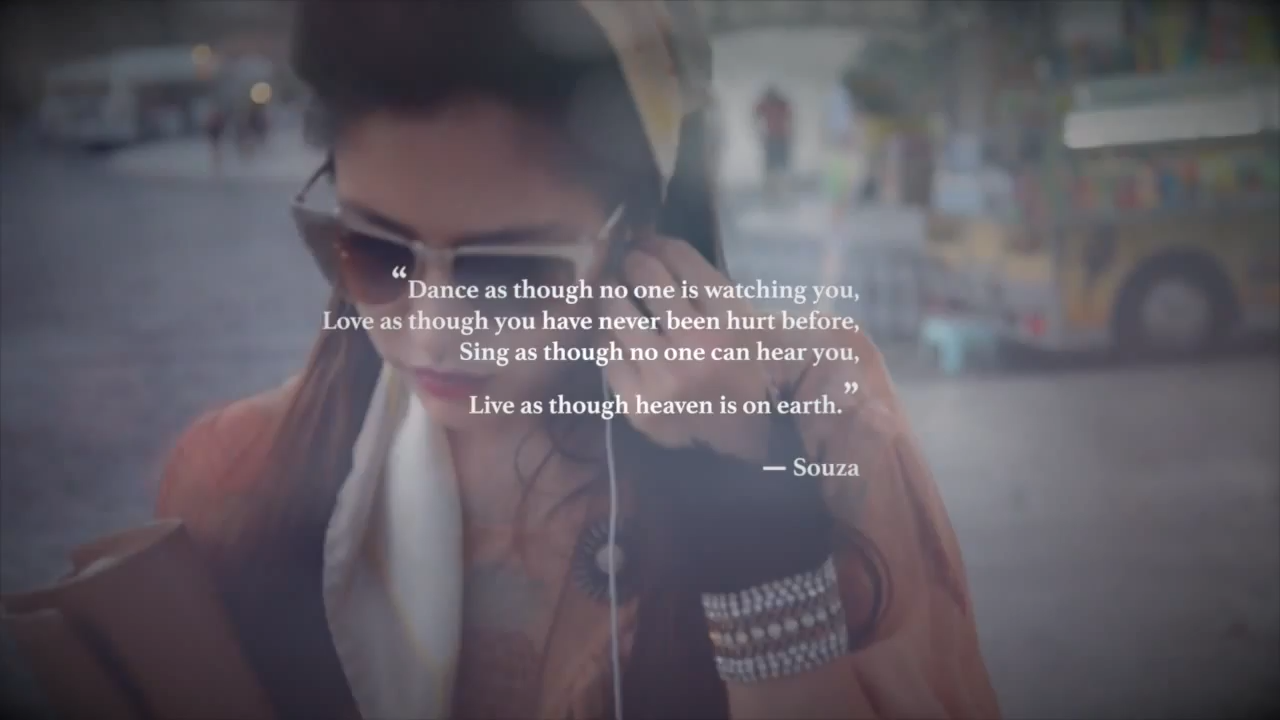 “Dance as though no one is watching you,
Love as though you have never been hurt before,
Sing as though no one can hear you,
Live as though heaven is on earth.”
— Souza